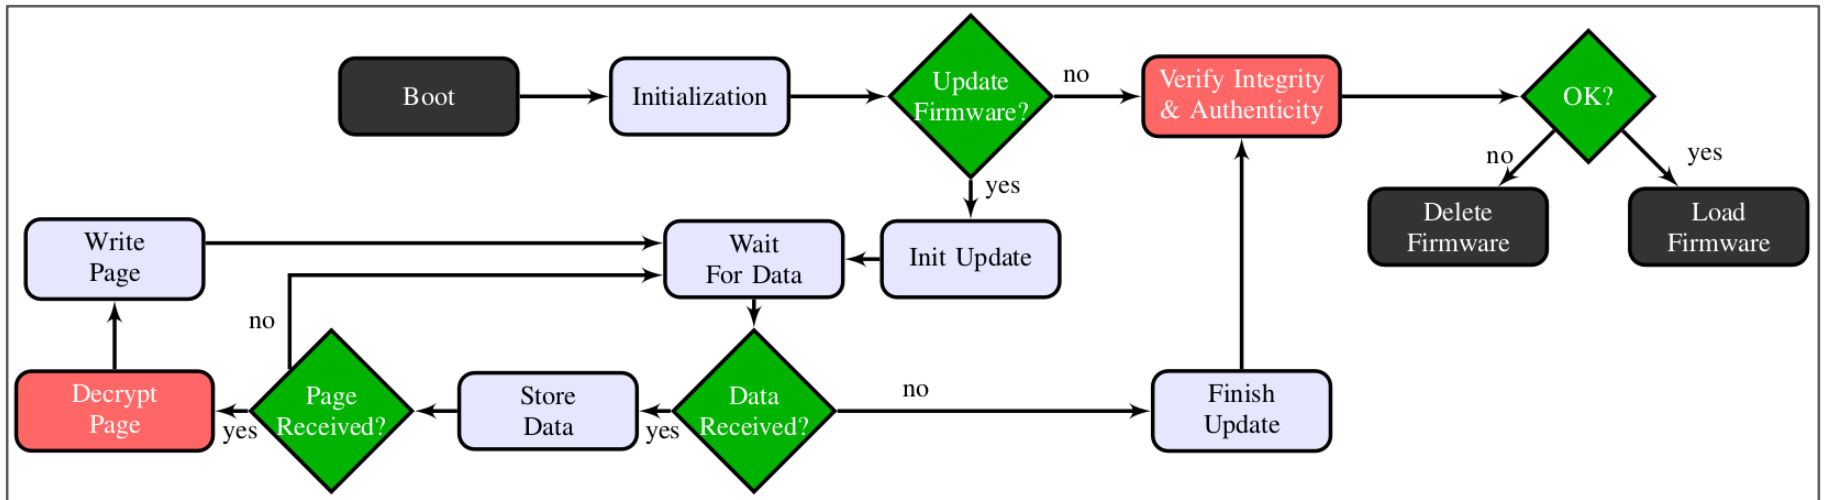 Boot
Initialization
Update
Firmware?
no
Verify Integrity
& Authenticity
OK?
yes
no
yes
Delete
Firmware
Load
Firmware
Write
Page
Wait
For Data
Init Update
no
Decrypt
Page
yes
Page
Received?
Store
Data
yes
Data
Received?
no
Finish
Update